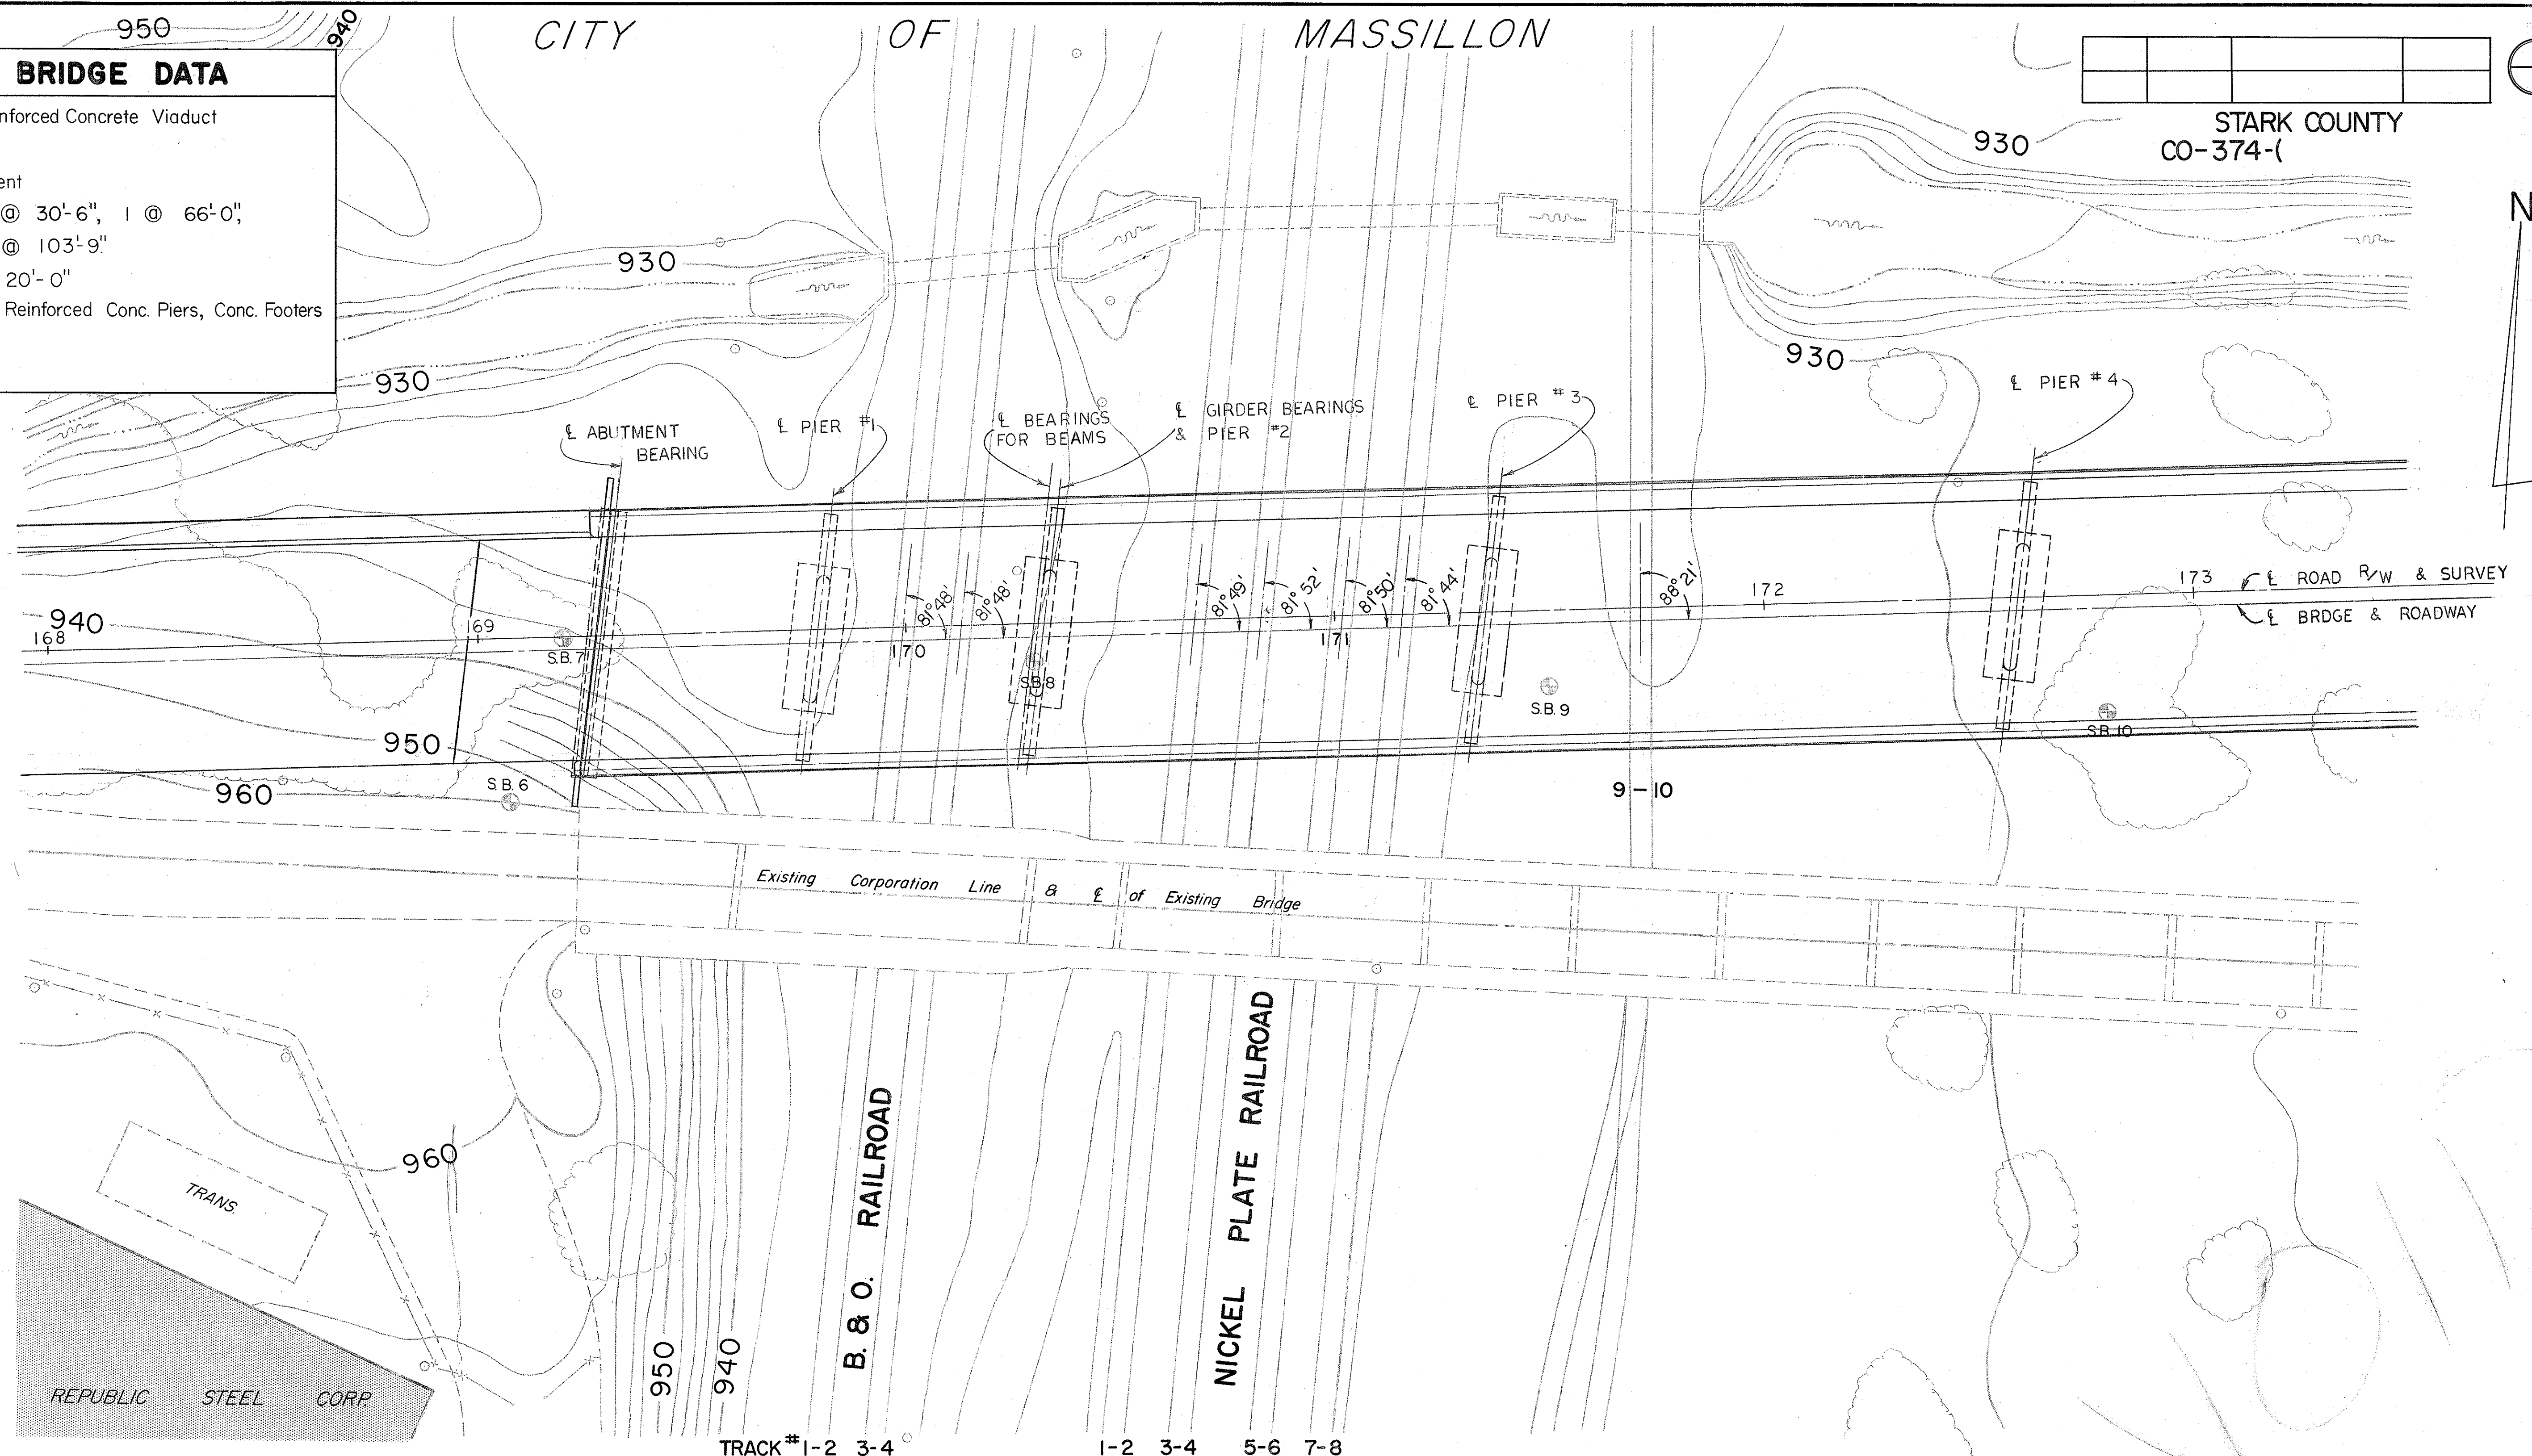 CITY OF MASSILLON
950
940
BRIDGE DATA
nforced Concrete Viaduct
ent
@ 30'-6", 1 @ 66'-0",
@ 103'-9".
20'-0"
Reinforced Conc. Piers, Conc. Footers
STARK COUNTY
CO-374-(
N
930
930
930
930
℄ ABUTMENT
BEARING
℄ PIER #1
℄ BEARINGS
FOR BEAMS
℄ GIRDER BEARINGS
& PIER #2
℄ PIER #3
℄ PIER #4
81°48'
81°48'
81°49'
81°52'
81°50'
81°44'
88°21'
168
169
170
171
172
173
℄ ROAD R/W & SURVEY
℄ BRDGE & ROADWAY
940
950
960
S.B. 7
S.B. 8
S.B. 9
S.B. 10
S.B. 6
9-10
Existing Corporation Line & ℄ of Existing Bridge
960
TRANS.
REPUBLIC STEEL CORP.
950
940
B. & O. RAILROAD
NICKEL PLATE RAILROAD
TRACK # 1-2 3-4 1-2 3-4 5-6 7-8